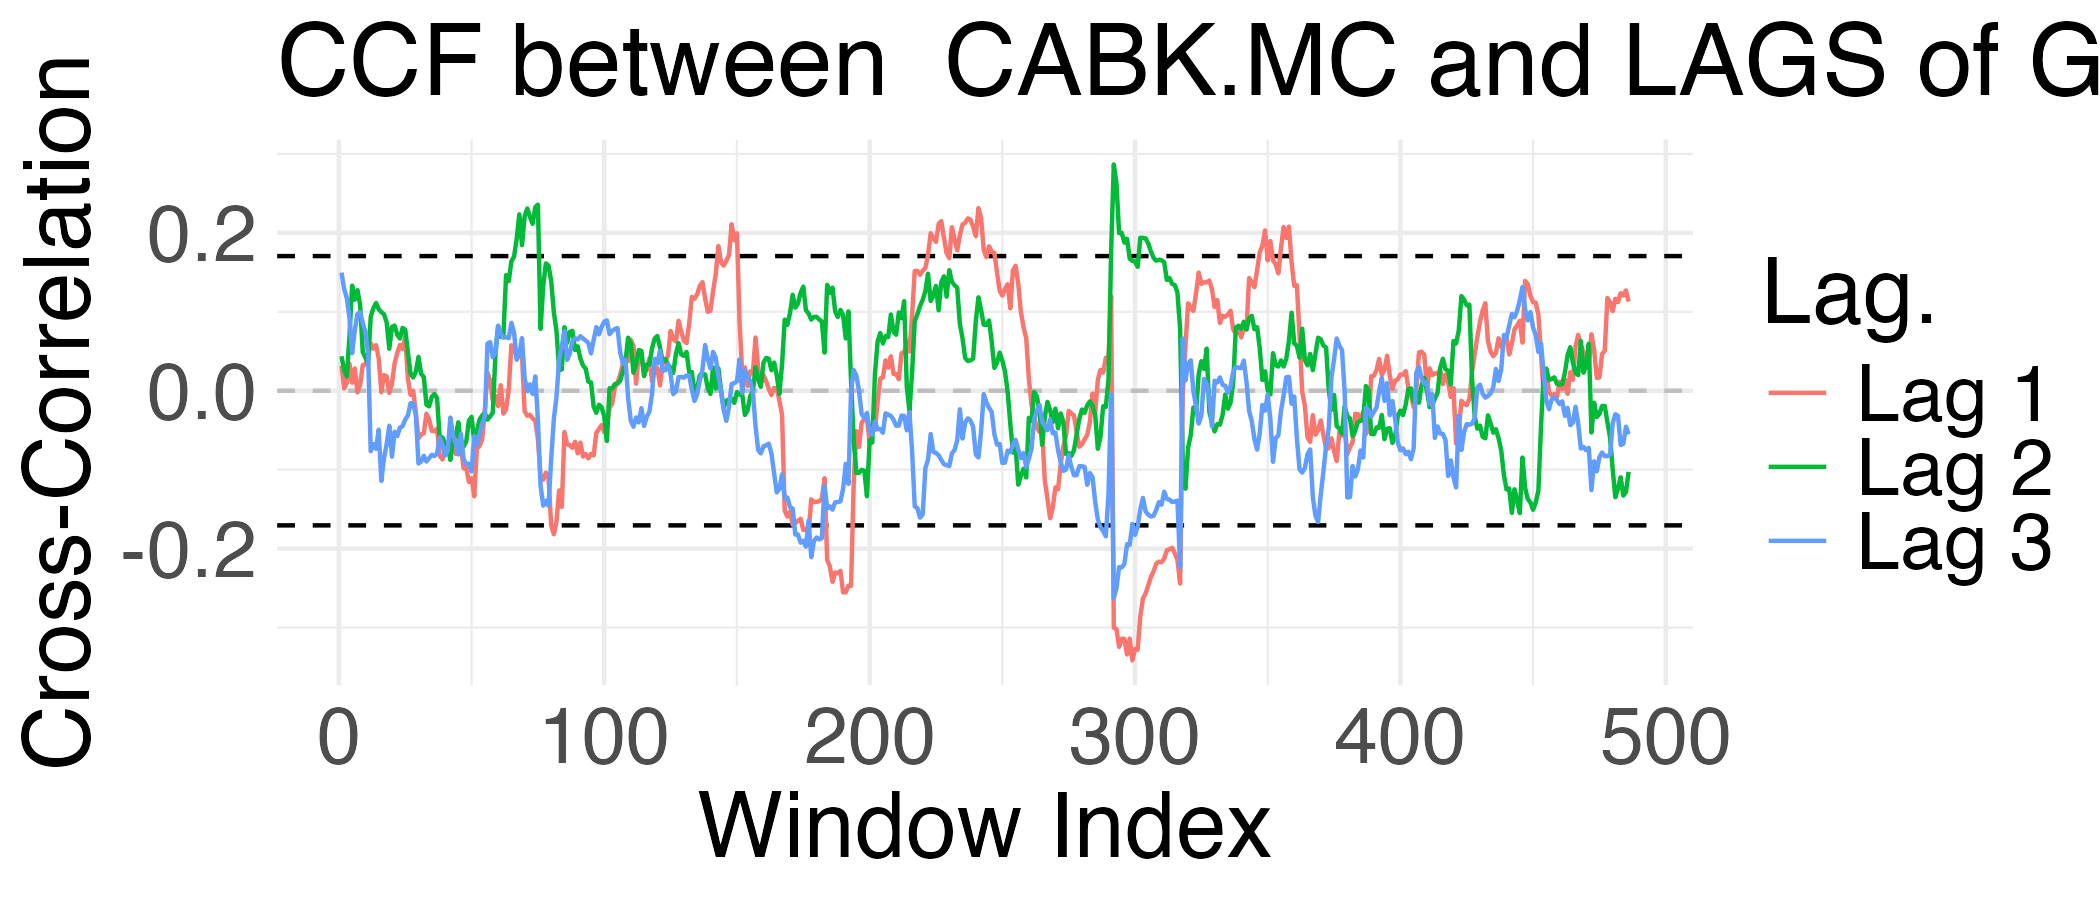 CCF between CABK.MC and LAGS of G
Cross-Correlation
0.2
0.0
-0.2
0 100 200 300 400 500
Window Index
Lag.
Lag 1
Lag 2
Lag 3